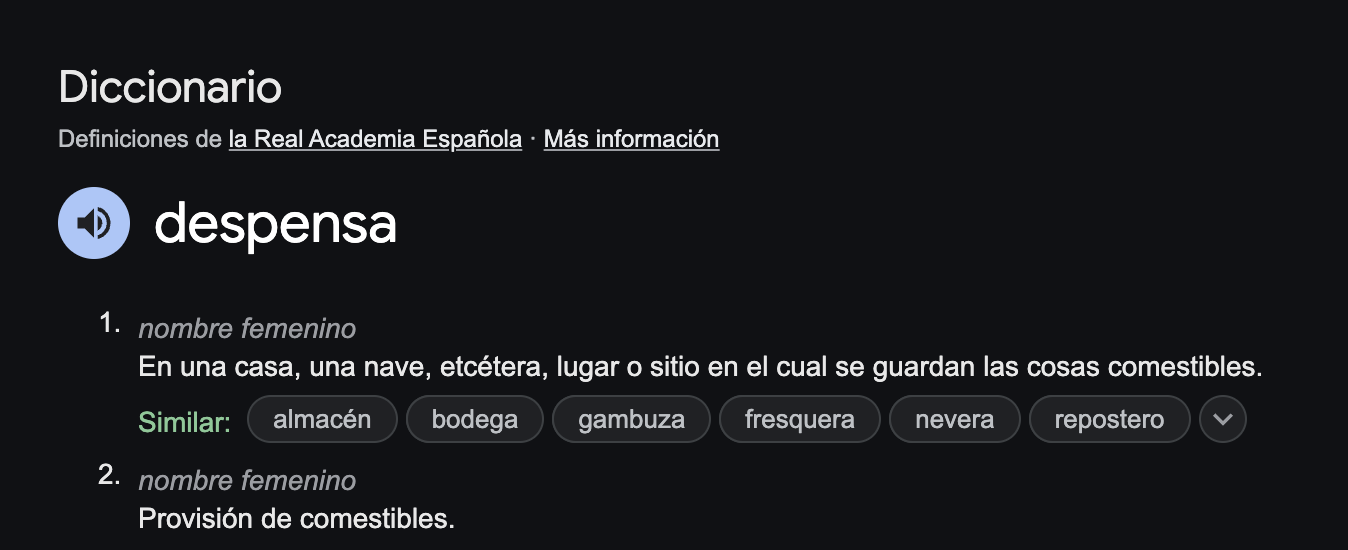 Diccionario
Definiciones de la Real Academia Española · Más información
despensa
1. nombre femenino
En una casa, una nave, etcétera, lugar o sitio en el cual se guardan las cosas comestibles.
Similar: almacén bodega gambuza fresquera nevera repostero
2. nombre femenino
Provisión de comestibles.